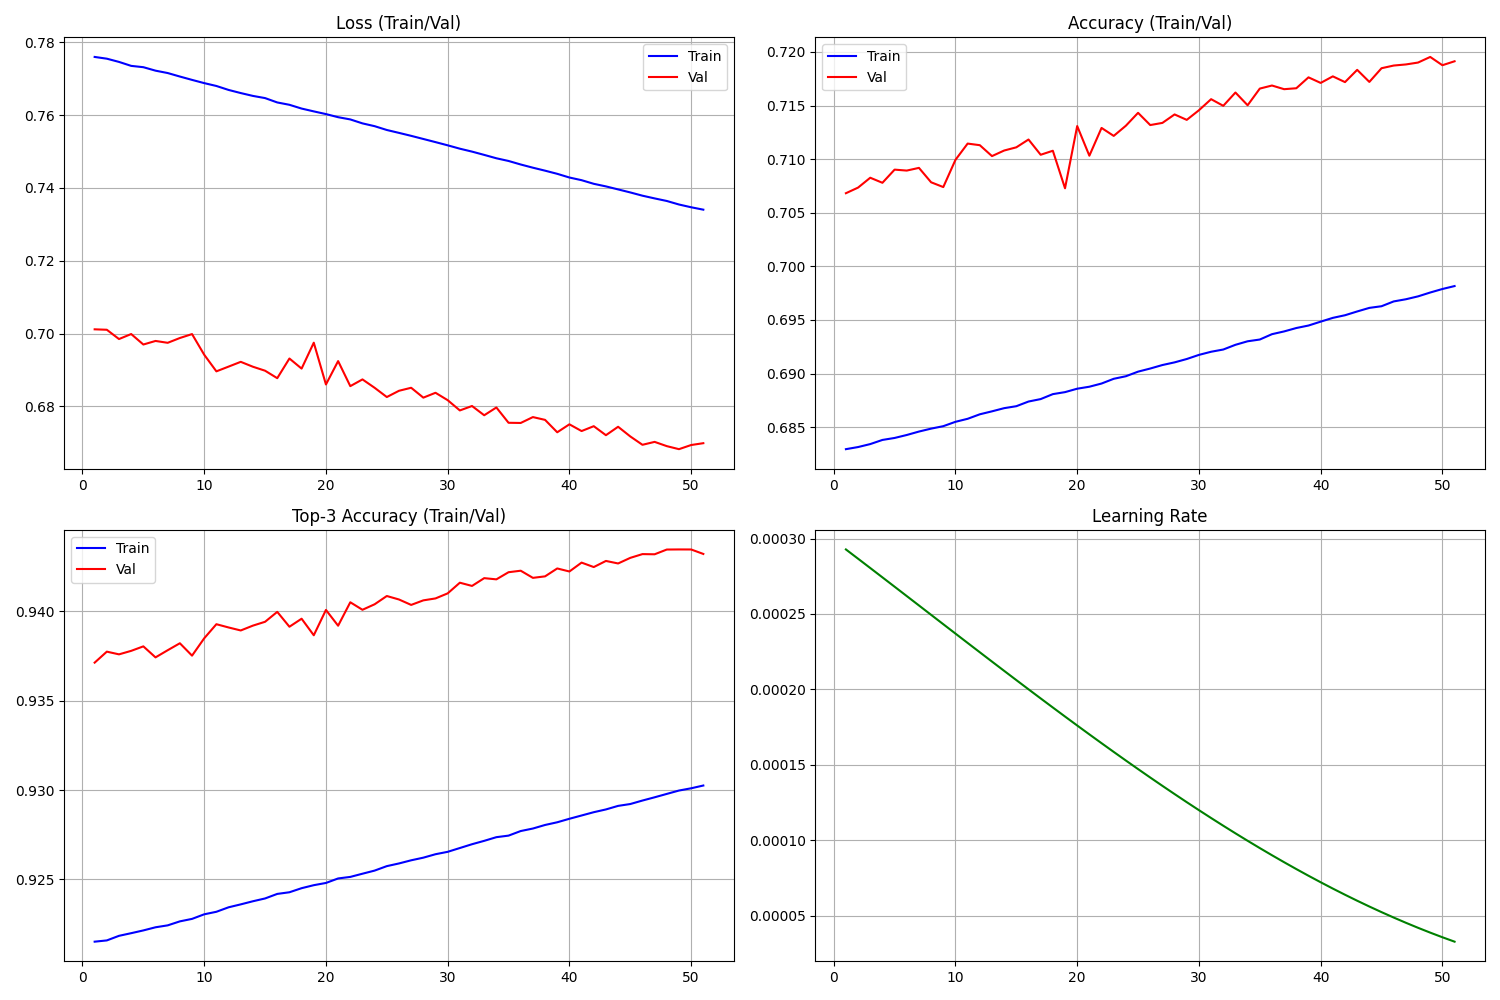 Loss (Train/Val)
0.78
0.76
0.74
0.72
0.70
0.68
0 10 20 30 40 50
Train
Val
Accuracy (Train/Val)
0.720
0.715
0.710
0.705
0.700
0.695
0.690
0.685
0 10 20 30 40 50
Train
Val
Top-3 Accuracy (Train/Val)
0.940
0.935
0.930
0.925
0 10 20 30 40 50
Train
Val
Learning Rate
0.00030
0.00025
0.00020
0.00015
0.00010
0.00005
0 10 20 30 40 50